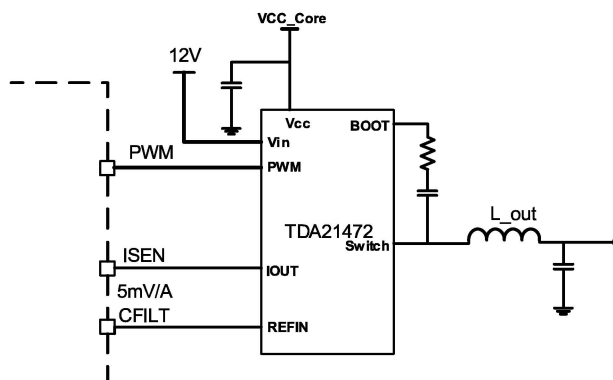 VCC_Core
12V
Vcc
BOOT
Vin
PWM
PWM
TDA21472
L_out
Switch
ISEN
IOUT
5mV/A
CFILT
REFIN